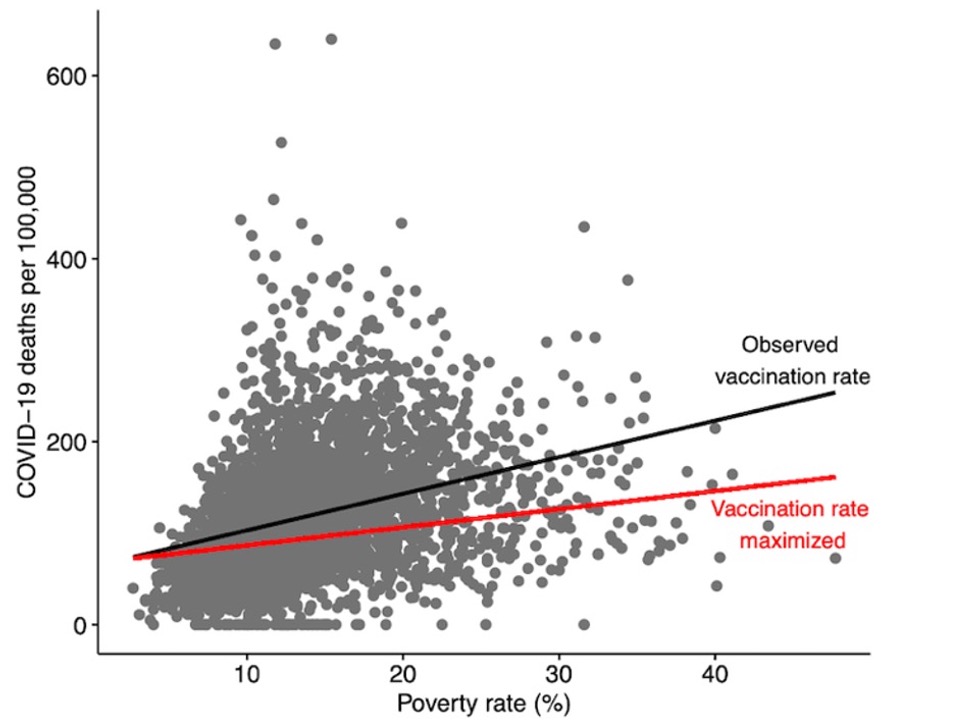 600
400
200
0
COVID−19 deaths per 100,000
Observed
vaccination rate
Vaccination rate
maximized
10 20 30 40
Poverty rate (%)